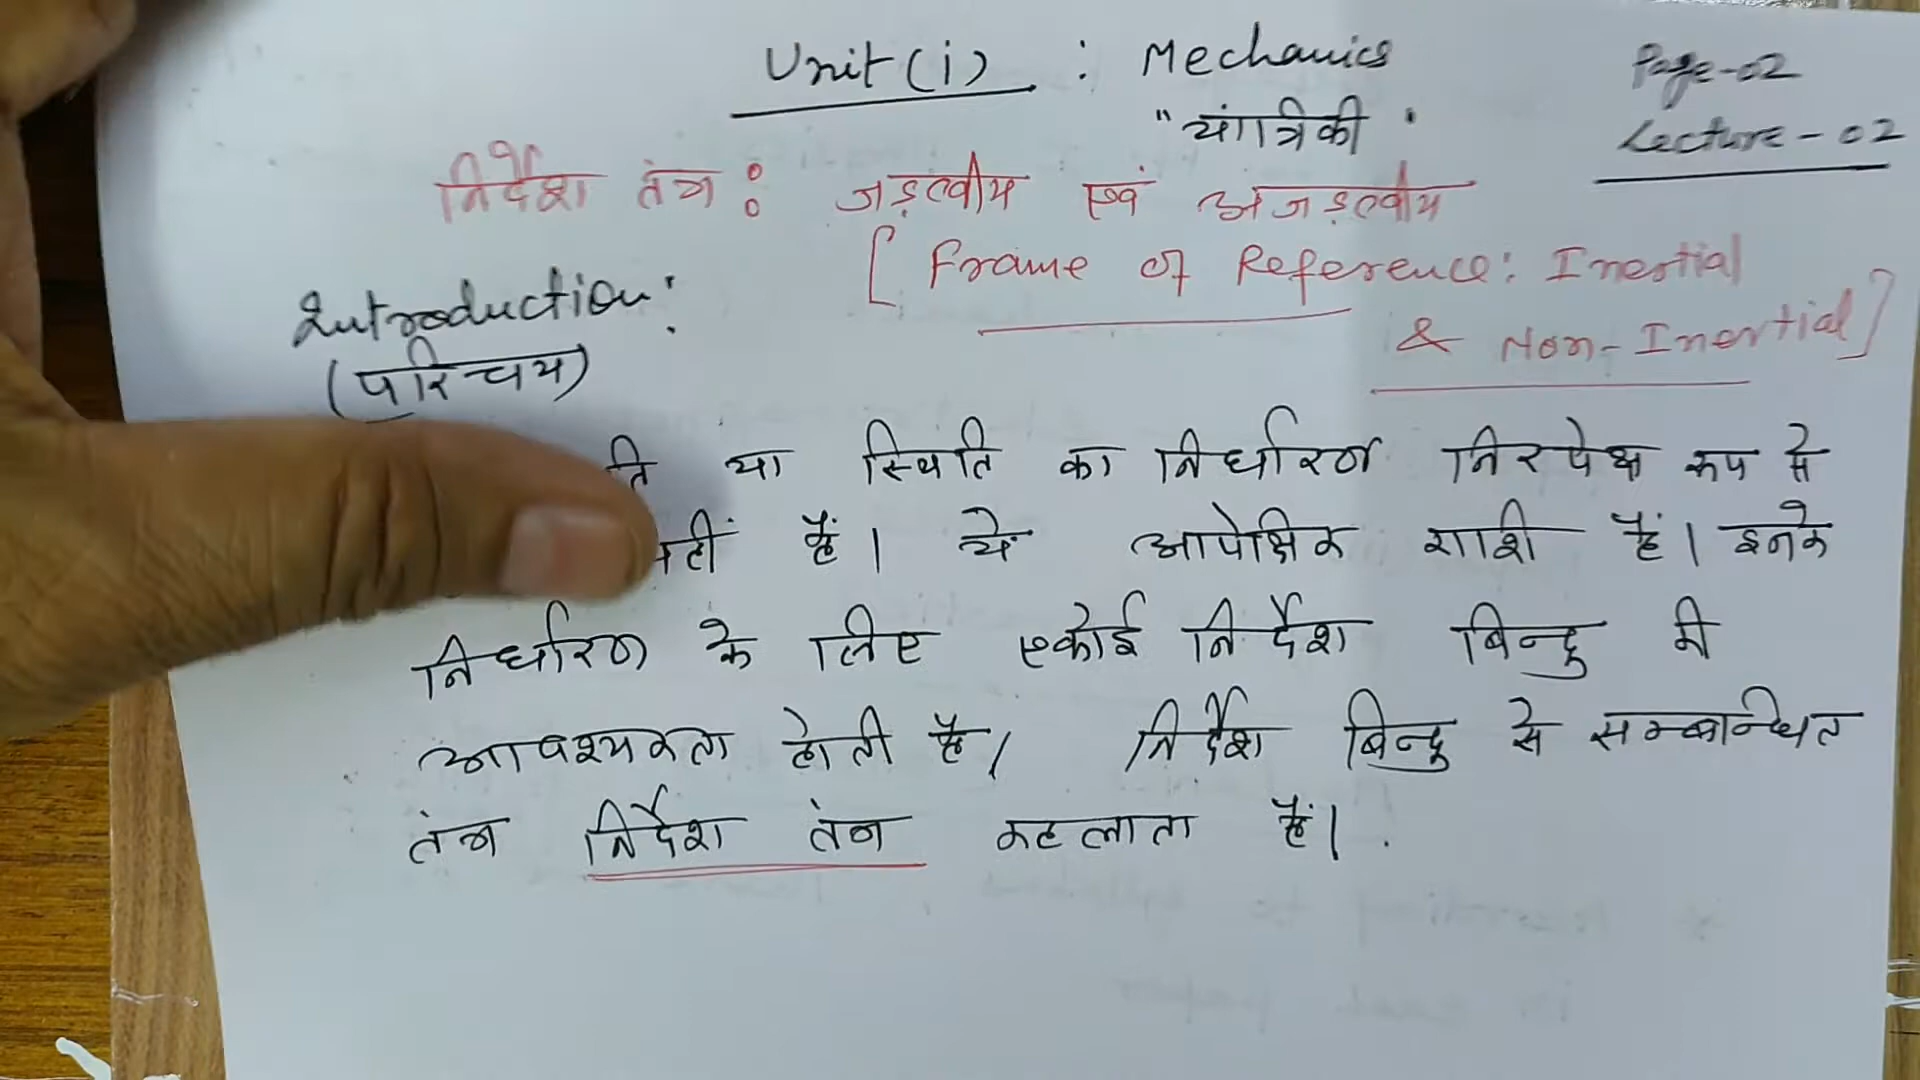 Unit (i) : Mechanics
"यांत्रिकी"
Page-02
Lecture-02
निर्देश तंत्र : जड़त्वीय एवं अजड़त्वीय
[ Frame of Reference: Inertial
& Non-Inertial ]
Introduction:
(परिचय)
या स्थिति का निर्धारण निरपेक्ष रूप से
हैं। ये आपेक्षिक राशी हैं। इनके
निर्धारण के लिए एकोई निर्देश बिन्दु की
आवश्यकता होती है। निर्देश बिन्दु से सम्बन्धित
तंत्र निर्देश तंत्र कहलाता हैं।